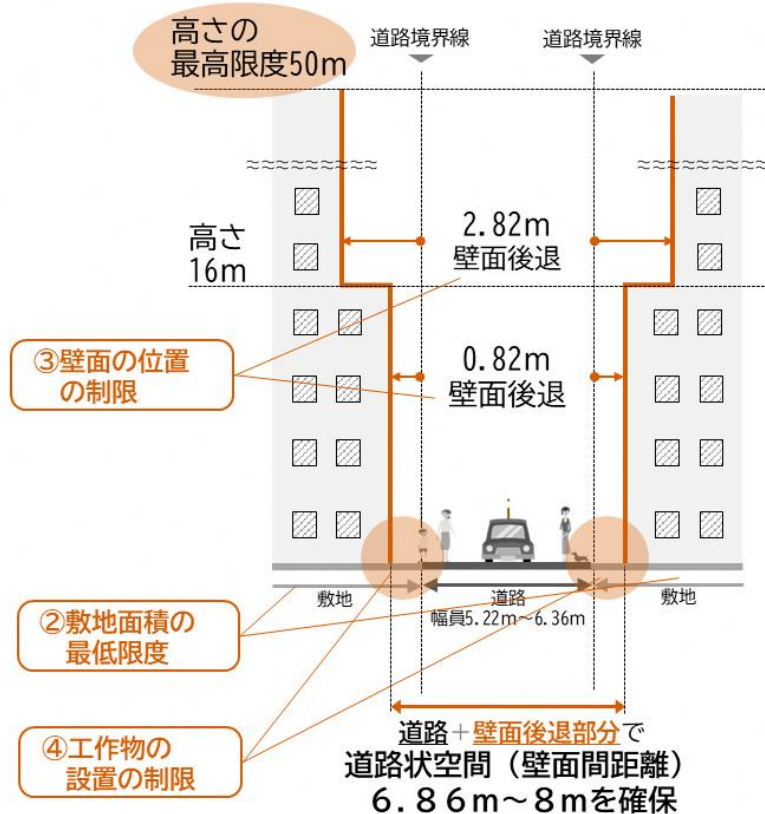 高さの
最高限度50m
道路境界線
道路境界線
高さ
16m
2.82m
壁面後退
③壁面の位置
の制限
0.82m
壁面後退
敷地
道路
幅員5.22m～6.36m
敷地
②敷地面積の
最低限度
④工作物の
設置の制限
道路＋壁面後退部分で
道路状空間（壁面間距離）
６.８６ｍ～８ｍを確保